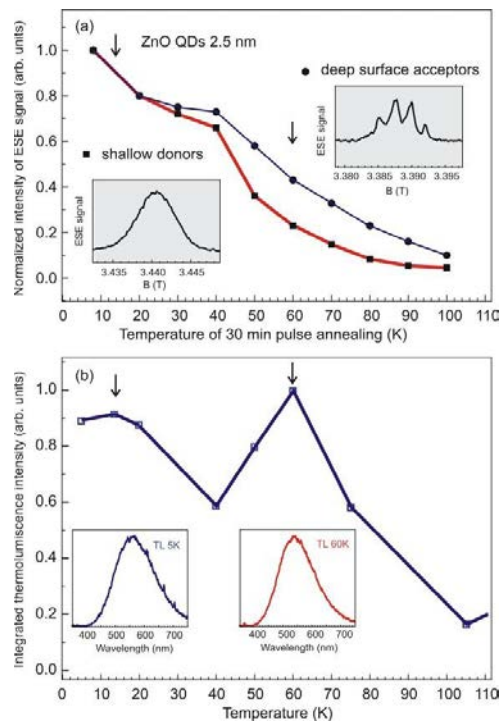 (a)
ZnO QDs 2.5 nm
deep surface acceptors
shallow donors
Normalized intensity of ESE signal (arb. units)
1.0
0.8
0.6
0.4
0.2
0.0
ESE signal
3.380 3.385 3.390 3.395
B (T)
ESE signal
3.435 3.440 3.445
B (T)
0 10 20 30 40 50 60 70 80 90 100 110
Temperature of 30 min pulse annealing (K)
(b)
Integrated thermoluminescence intensity (arb. units)
1.0
0.8
0.6
0.4
0.2
0.0
TL 5K
400 500 600 700
Wavelength (nm)
TL 60K
400 500 600 700
Wavelength (nm)
0 10 20 30 40 50 60 70 80 90 100 110
Temperature (K)